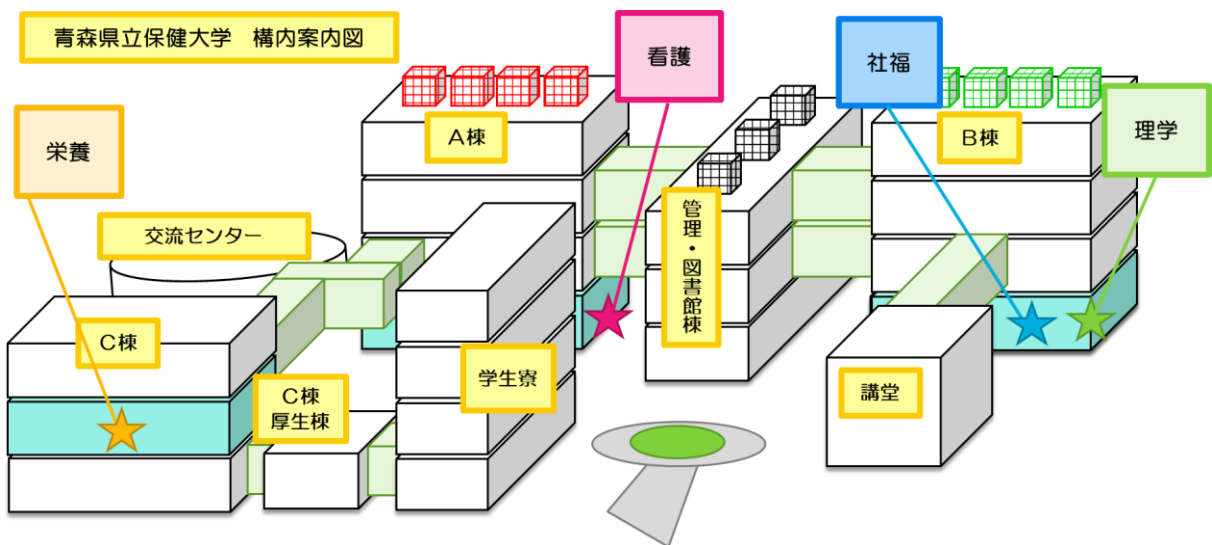 青森県立保健大学　構内案内図
看護
社福
栄養
A棟
B棟
理学
交流センター
管理・図書館棟
C棟
学生寮
C棟
厚生棟
講堂